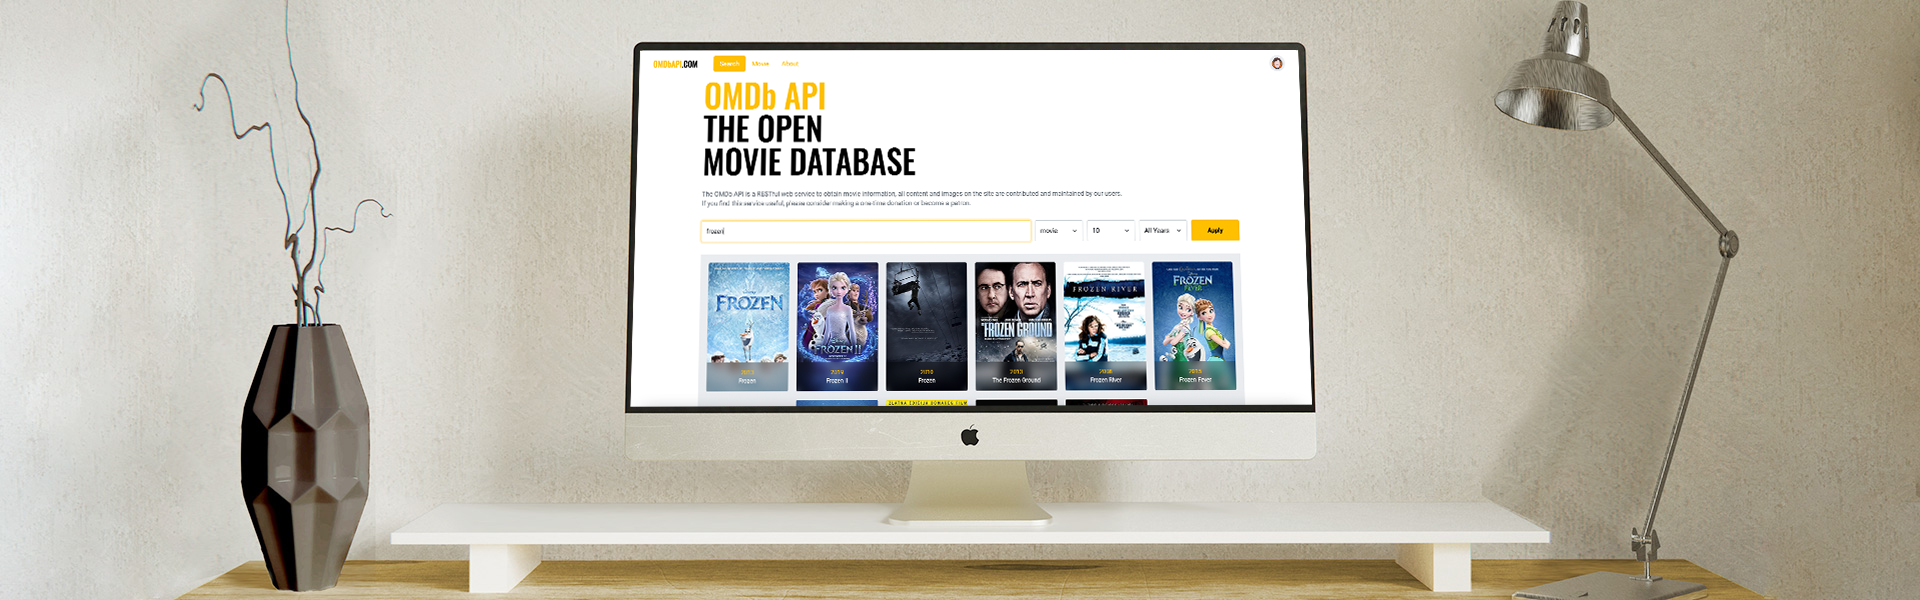 OMDbAPI.COM
Search
Movie
About
OMDb API
THE OPEN
MOVIE DATABASE
The OMDb API is a RESTful web service to obtain movie information, all content and images on the site are contributed and maintained by our users.
If you find this service useful, please consider making a one-time donation or become a patron.
frozen
movie
10
All Years
Apply
FROZEN
Frozen
FROZEN II
2019
Frozen II
2010
Frozen
FROZEN GROUND
2013
The Frozen Ground
FROZEN RIVER
2008
Frozen River
FROZEN
FEVER
2015
Frozen Fever